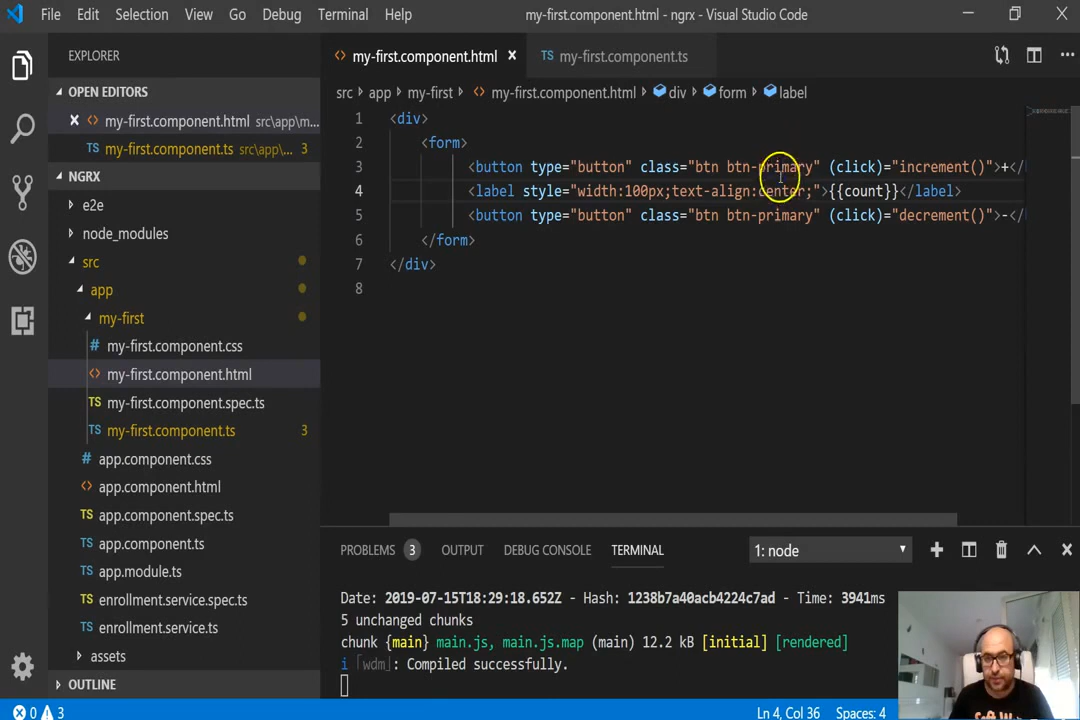 File Edit Selection View Go Debug Terminal Help my-first.component.html - ngrx - Visual Studio Code
EXPLORER
OPEN EDITORS
my-first.component.html src\app\m...
TS my-first.component.ts src\app\... 3
NGRX
e2e
node_modules
src
app
my-first
# my-first.component.css
<> my-first.component.html
TS my-first.component.spec.ts
TS my-first.component.ts 3
# app.component.css
<> app.component.html
TS app.component.spec.ts
TS app.component.ts
TS app.module.ts
TS enrollment.service.spec.ts
TS enrollment.service.ts
assets
OUTLINE
<> my-first.component.html TS my-first.component.ts
src app my-first <> my-first.component.html div form label
1 <div>
2 <form>
3 <button type="button" class="btn btn-primary" (click)="increment()">+</
4 <label style="width:100px;text-align:center;">{{count}}</label>
5 <button type="button" class="btn btn-primary" (click)="decrement()">-</
6 </form>
7 </div>
8
PROBLEMS 3 OUTPUT DEBUG CONSOLE TERMINAL 1: node
Date: 2019-07-15T18:29:18.652Z - Hash: 1238b7a40acb4224c7ad - Time: 3941ms
5 unchanged chunks
chunk {main} main.js, main.js.map (main) 12.2 kB [initial] [rendered]
i ｢wdm｣: Compiled successfully.
0 3 Ln 4, Col 36 Spaces: 4